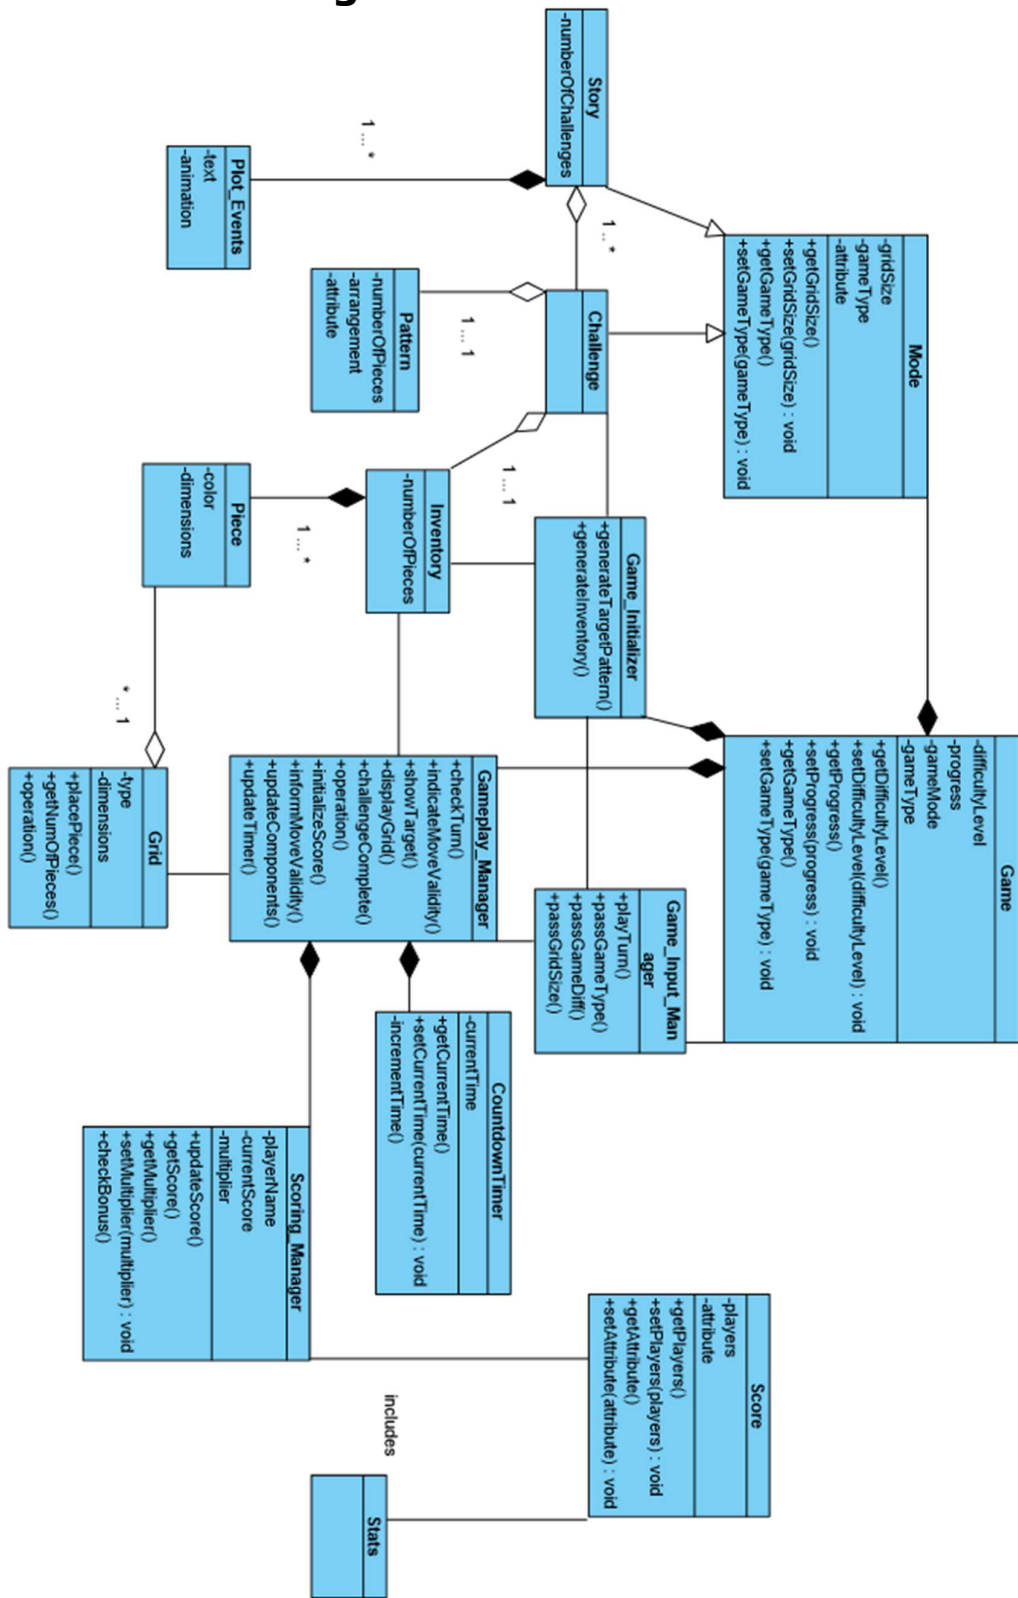 g
Story
-numberOfChallenges
1 ... *
Plot_Events
-text
-animation
1 .. *
Mode
-gridSize
-gameType
-attribute
+getGridSize()
+setGridSize(gridSize) : void
+getGameType()
+setGameType(gameType) : void
Challenge
1 ... 1
Pattern
-numberOfPieces
-arrangement
-attribute
1 ... 1
Inventory
-numberOfPieces
1 ... *
Piece
-color
-dimensions
Game_Initializer
+generateTargetPattern()
+generateInventory()
* ... 1
Grid
-type
-dimensions
+placePiece()
+getNumOfPieces()
+operation()
Game
-difficultyLevel
-progress
-gameMode
-gameType
+getDifficultyLevel()
+setDifficultyLevel(difficultyLevel) : void
+getProgress()
+setProgress(progress) : void
+getGameType()
+setGameType(gameType) : void
Gameplay_Manager
+checkTurn()
+indicateMoveValidity()
+showTarget()
+displayGrid()
+challengeComplete()
+operation()
+initializeScore()
+informMoveValidity()
+updateComponents()
+updateTimer()
Game_Input_Man
ager
+playTurn()
+passGameType()
+passGameDiff()
+passGridSize()
CountdownTimer
-currentTime
+getCurrentTime()
+setCurrentTime(currentTime) : void
-incrementTime()
Scoring_Manager
-playerName
-currentScore
-multiplier
+updateScore()
+getScore()
+getMultiplier()
+setMultiplier(multiplier) : void
+checkBonus()
Score
-players
-attribute
+getPlayers()
+setPlayers(players) : void
+getAttribute()
+setAttribute(attribute) : void
includes
Stats